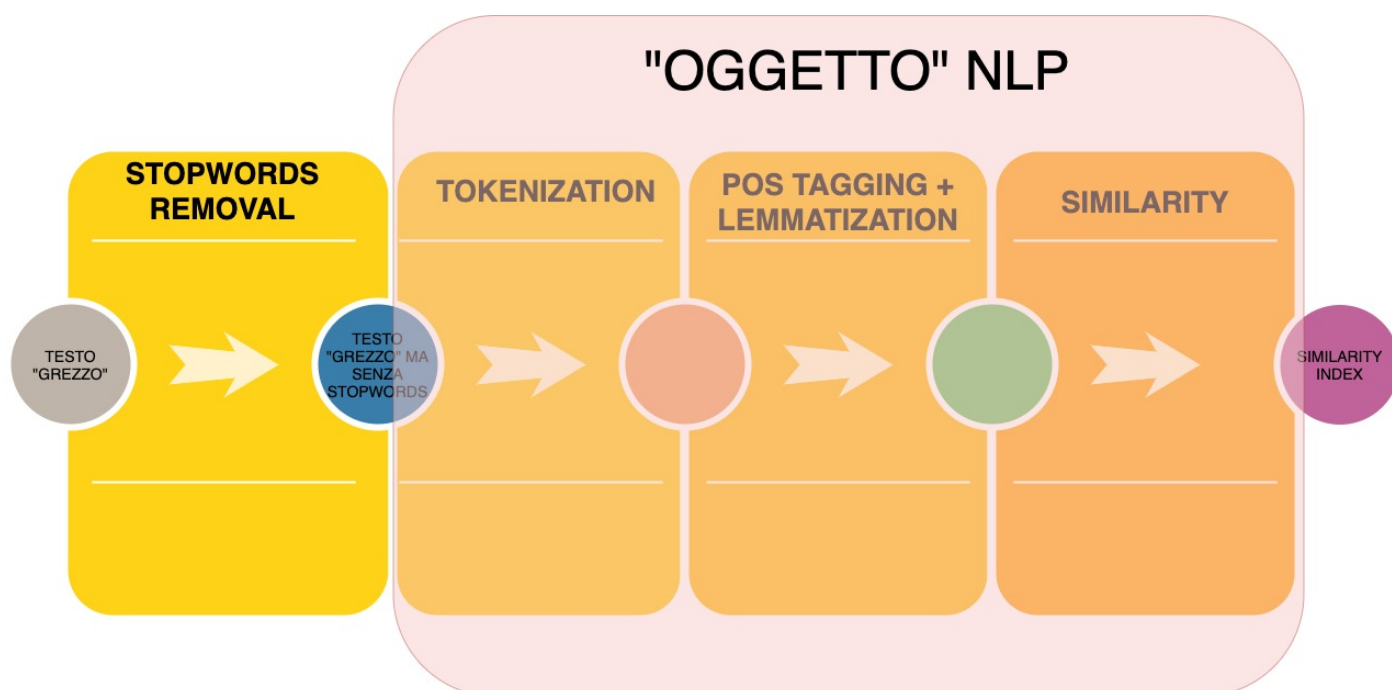 "OGGETTO" NLP
STOPWORDS
REMOVAL
TOKENIZATION
POS TAGGING +
LEMMATIZATION
SIMILARITY
TESTO
"GREZZO"
TESTO
"GREZZO" MA
SENZA
STOPWORDS
SIMILARITY
INDEX